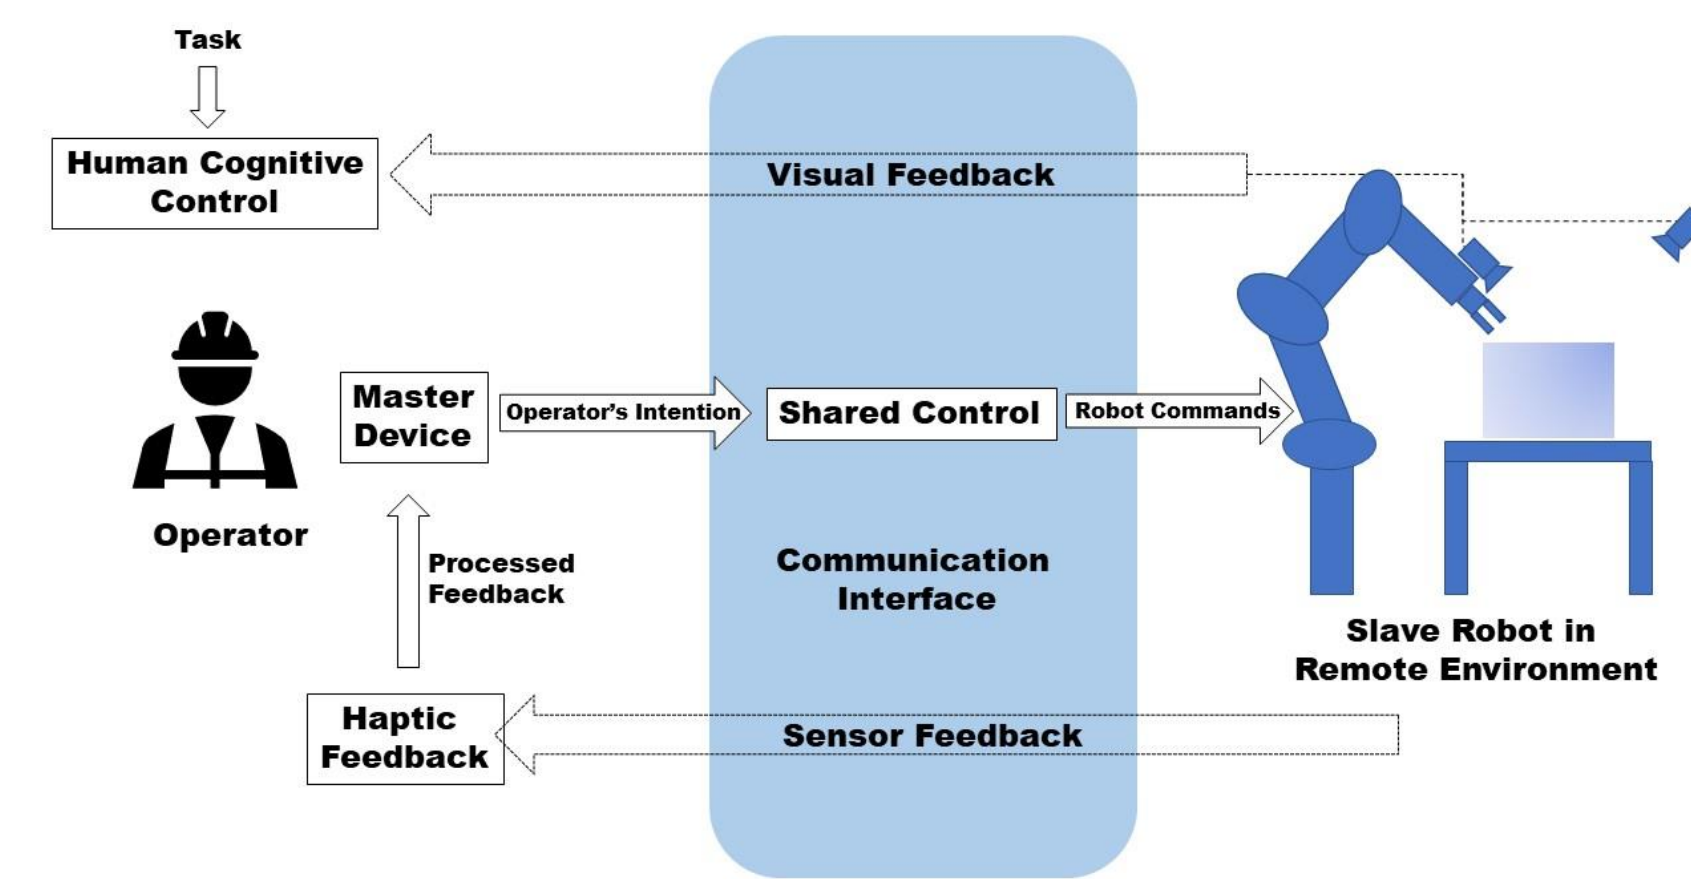 Task
Human Cognitive
Control
Visual Feedback
Master
Device
Operator's Intention
Shared Control
Robot Commands
Operator
Processed
Feedback
Communication
Interface
Slave Robot in
Remote Environment
Haptic
Feedback
Sensor Feedback